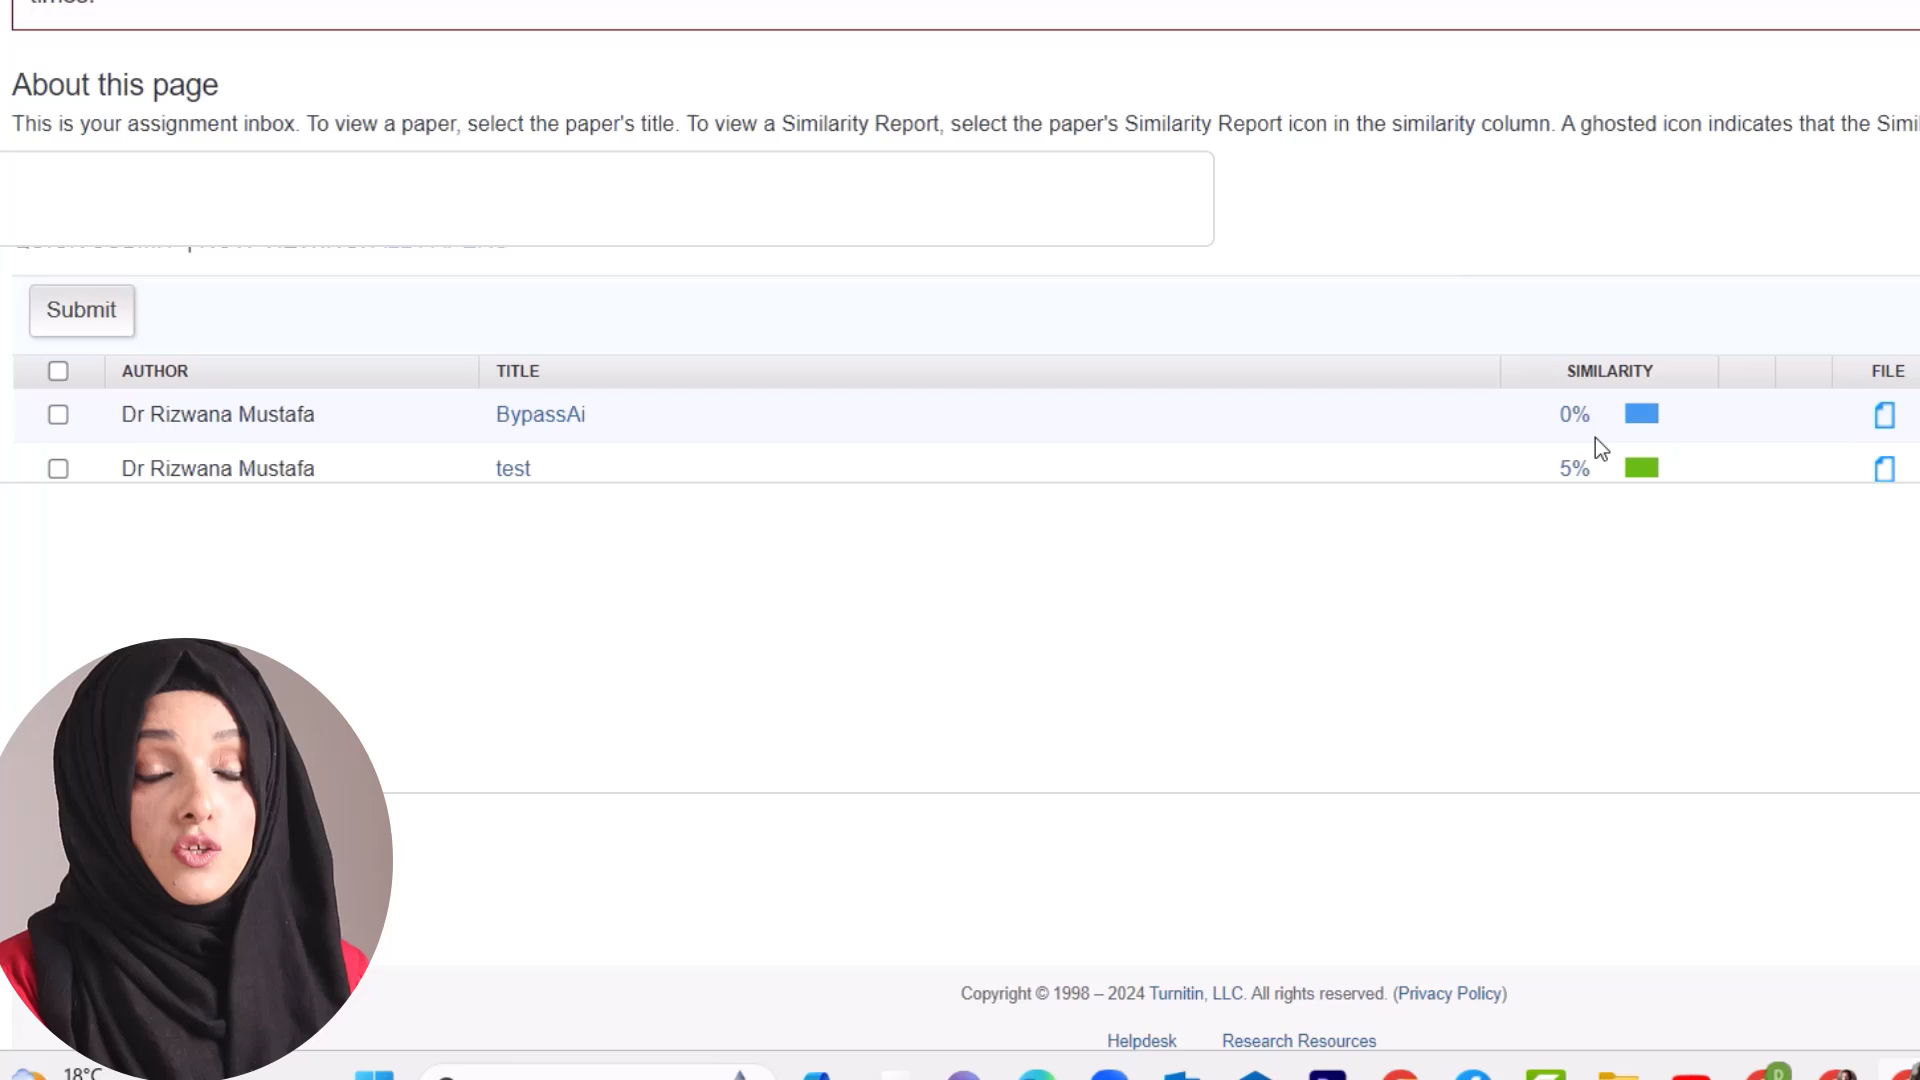 times.
About this page
This is your assignment inbox. To view a paper, select the paper's title. To view a Similarity Report, select the paper's Similarity Report icon in the similarity column. A ghosted icon indicates that the Simil
Submit
AUTHOR TITLE SIMILARITY FILE
Dr Rizwana Mustafa BypassAi 0%
Dr Rizwana Mustafa test 5%
Copyright © 1998 – 2024 Turnitin, LLC. All rights reserved. (Privacy Policy)
Helpdesk Research Resources
18°C